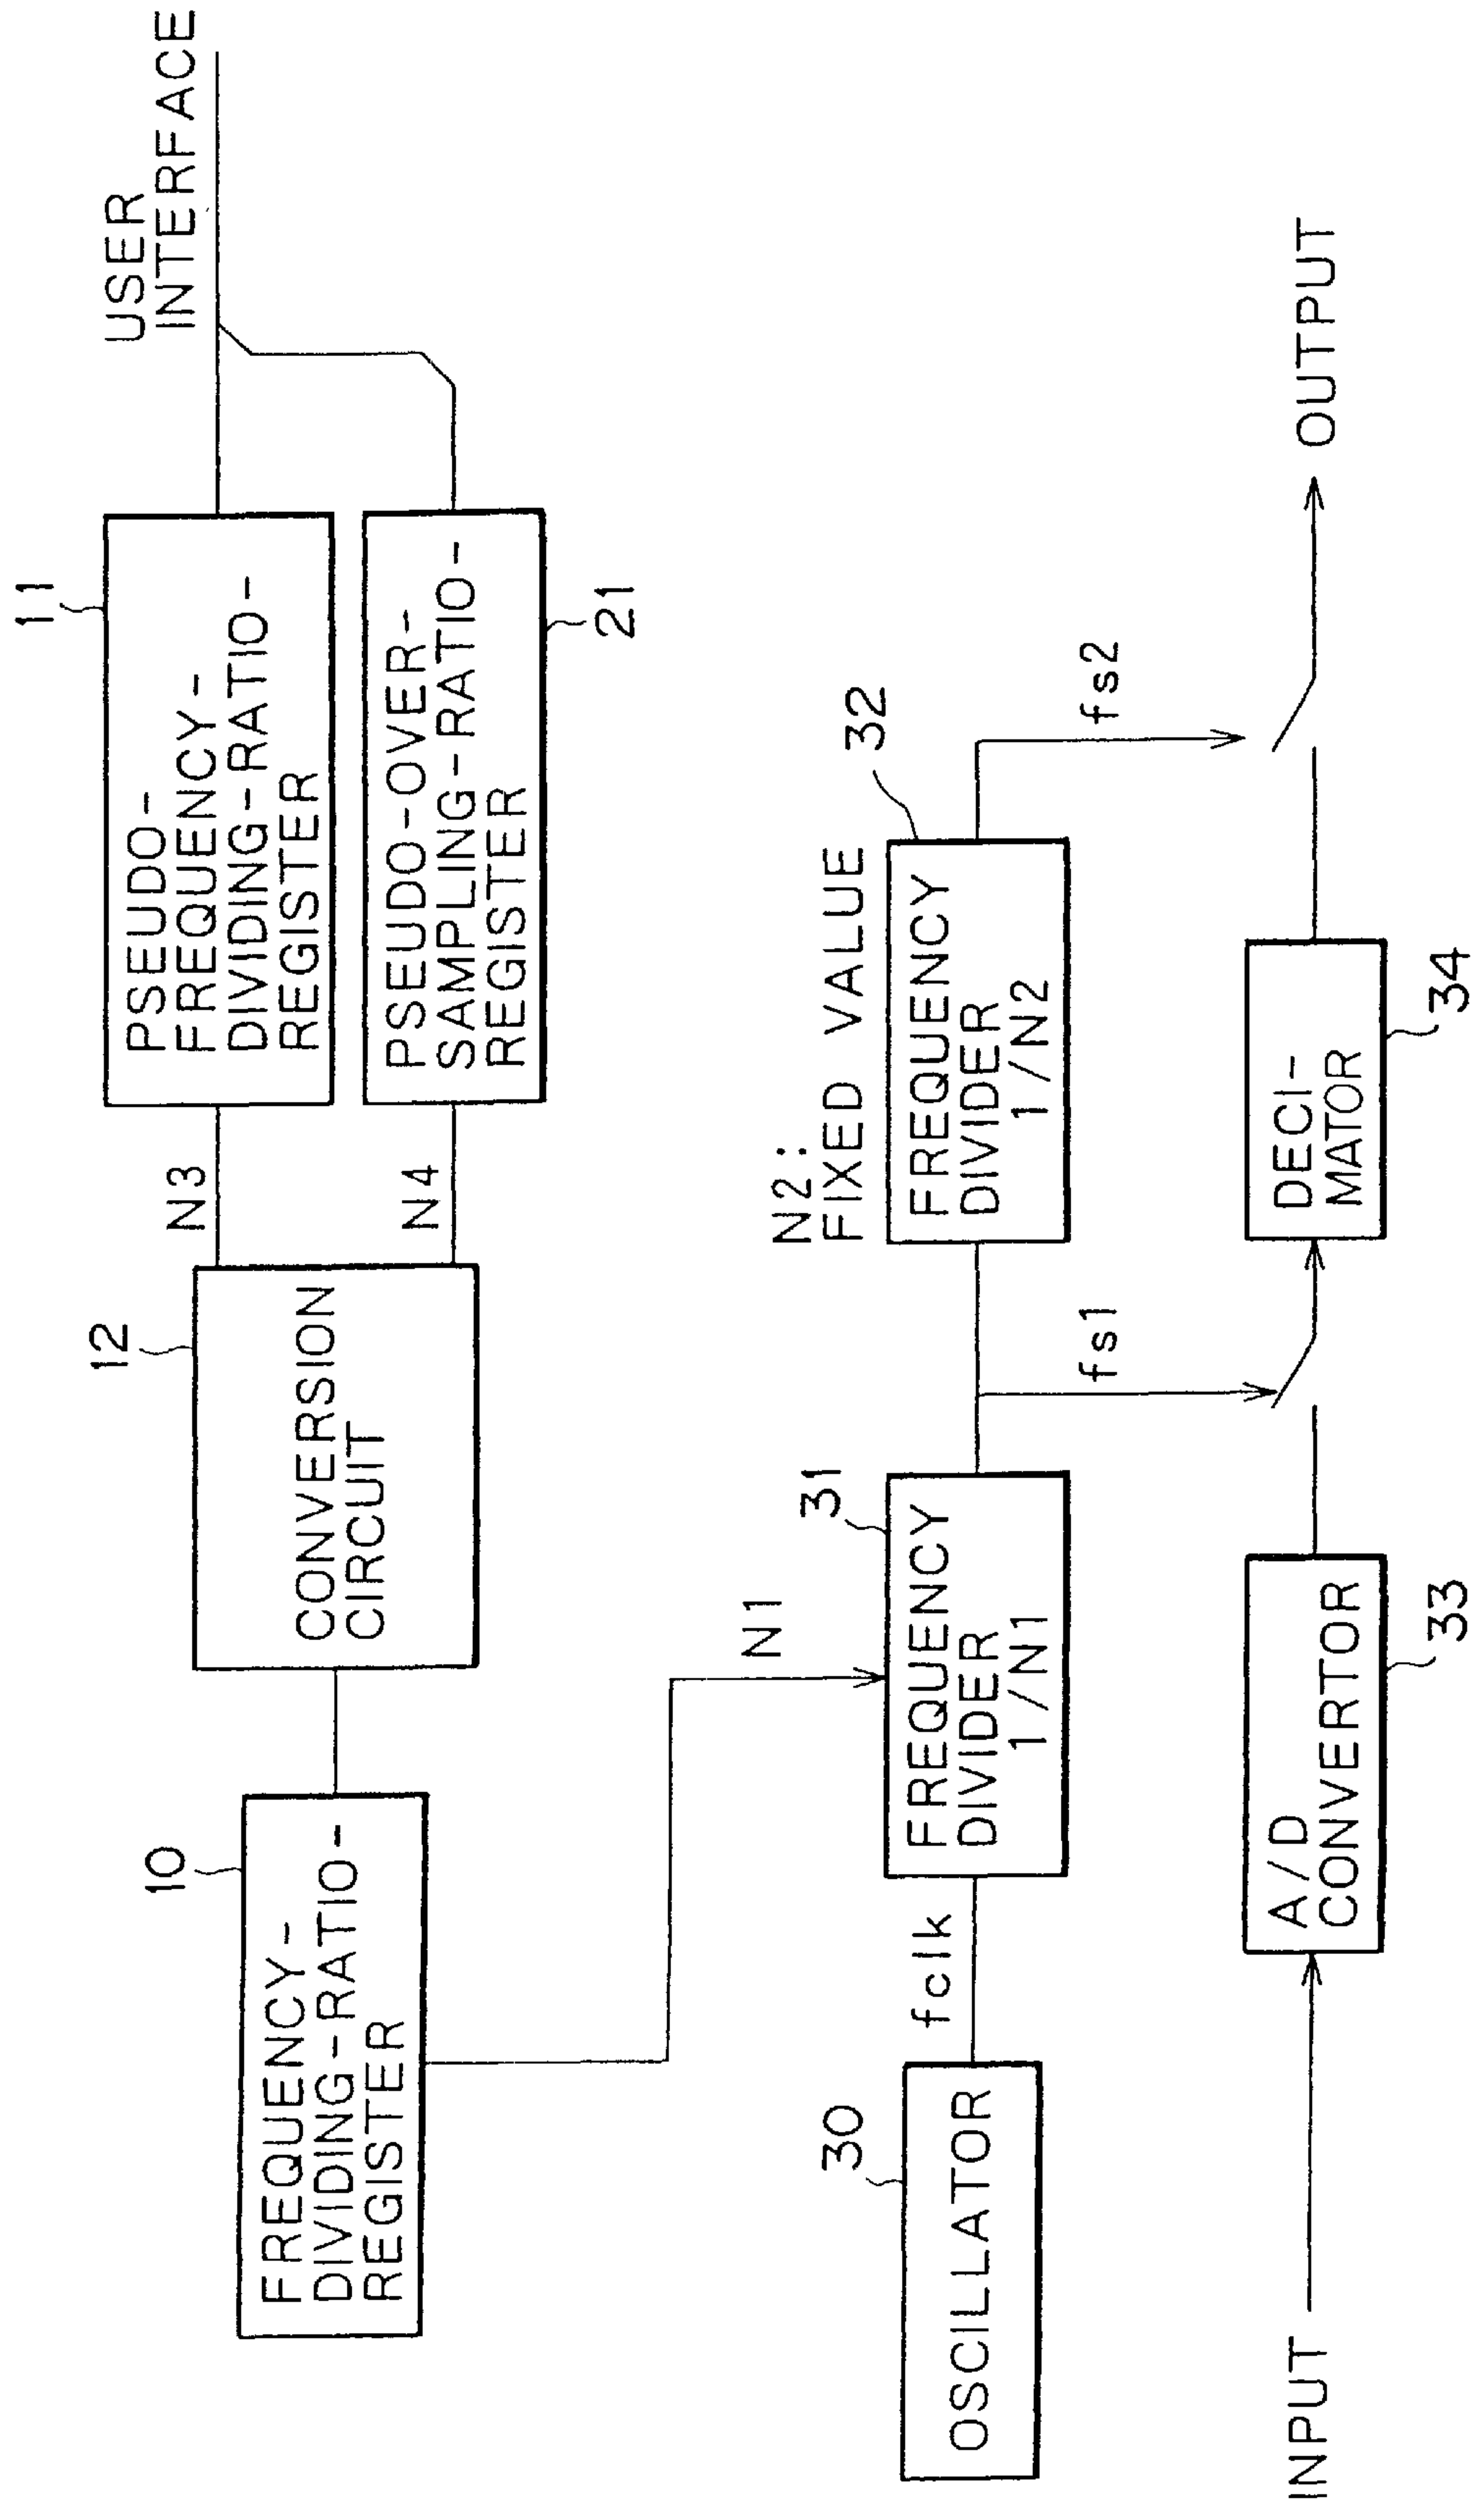 USER
INTERFACE
11
PSEUDO-
FREQUENCY-
DIVIDING-RATIO-
REGISTER
PSEUDO-OVER-
SAMPLING-RATIO-
REGISTER
21
N3
N4
12
CONVERSION
CIRCUIT
10
FREQUENCY-
DIVIDING-RATIO-
REGISTER
N1
30
OSCILLATOR
fclk
31
FREQUENCY
DIVIDER
1/N1
fs1
N2:
FIXED VALUE
32
FREQUENCY
DIVIDER
1/N2
fs2
INPUT
A/D
CONVERTOR
33
DECI-
MATOR
34
OUTPUT